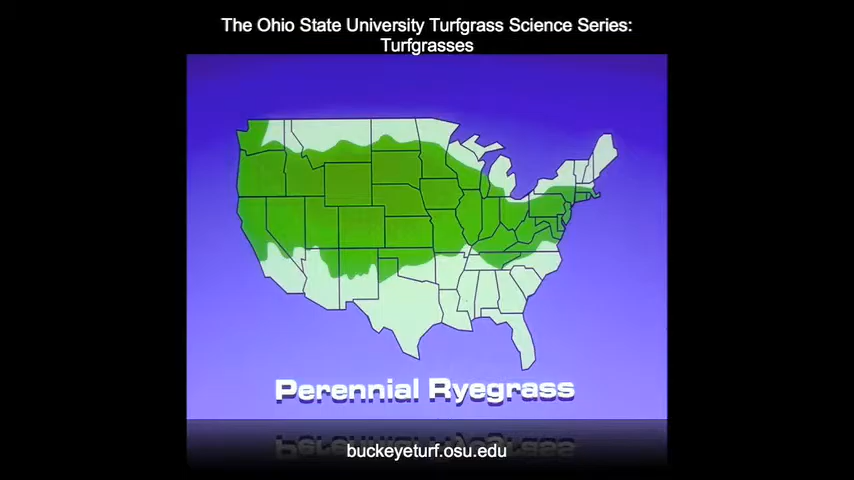 The Ohio State University Turfgrass Science Series:
Turfgrasses
Perennial Ryegrass
buckeyeturf.osu.edu